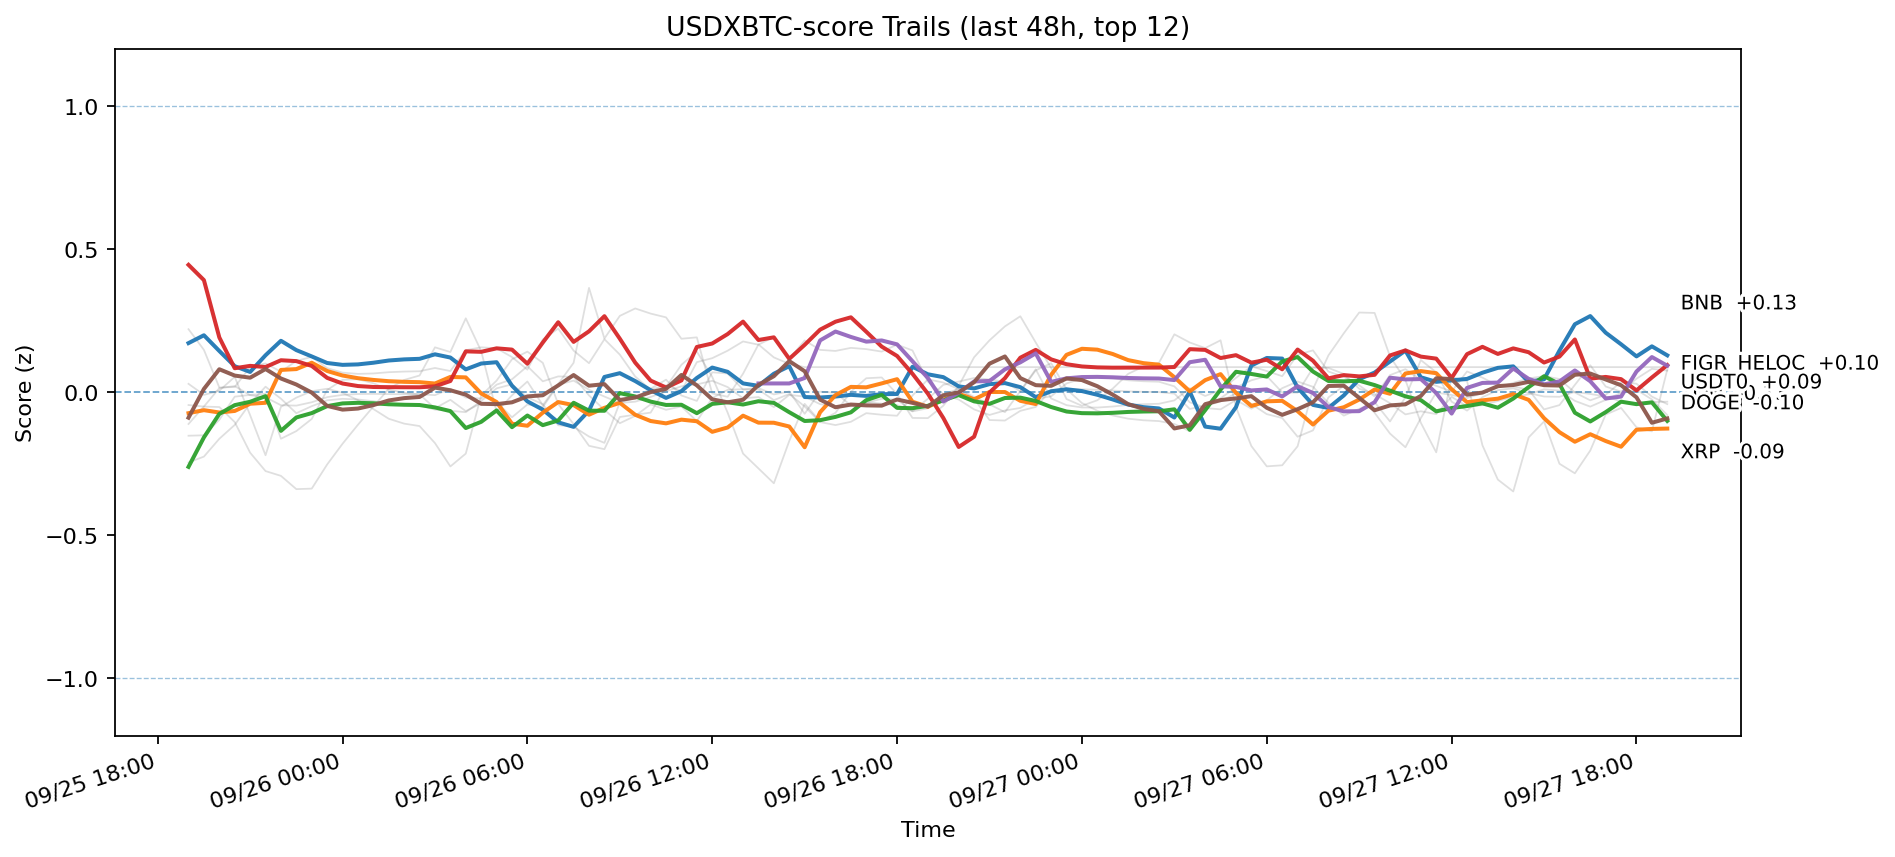 USDXBTC-score Trails (last 48h, top 12)
Score (z)
1.0
0.5
0.0
−0.5
−1.0
BNB +0.13
FIGR_HELOC +0.10
USDT0 +0.09
DOGE -0.10
XRP -0.09
09/25 18:00
09/26 00:00
09/26 06:00
09/26 12:00
09/26 18:00
09/27 00:00
09/27 06:00
09/27 12:00
09/27 18:00
Time